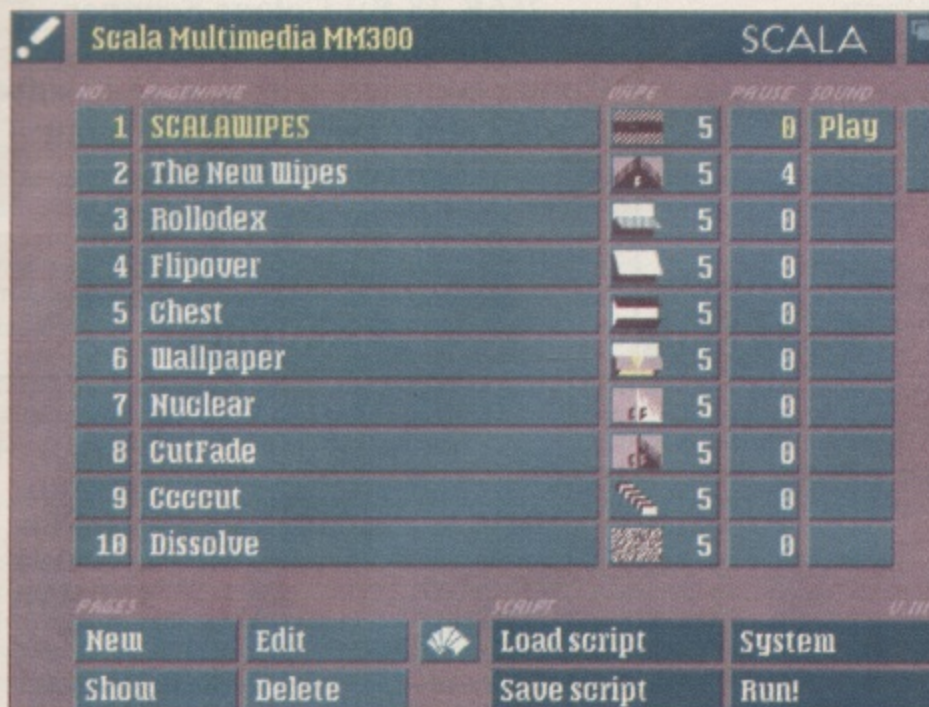 Scala Multimedia MM300 SCALA
NO. PAGENAME WIPE PAUSE SOUND
1 SCALAWIPES 5 0 Play
2 The New Wipes 5 4
3 Rollodex 5 0
4 Flipover 5 0
5 Chest 5 0
6 Wallpaper 5 0
7 Nuclear 5 0
8 CutFade 5 0
9 Ccccut 5 0
10 Dissolve 5 0
PAGES SCRIPT
New Edit Load script System
Show Delete Save script Run!